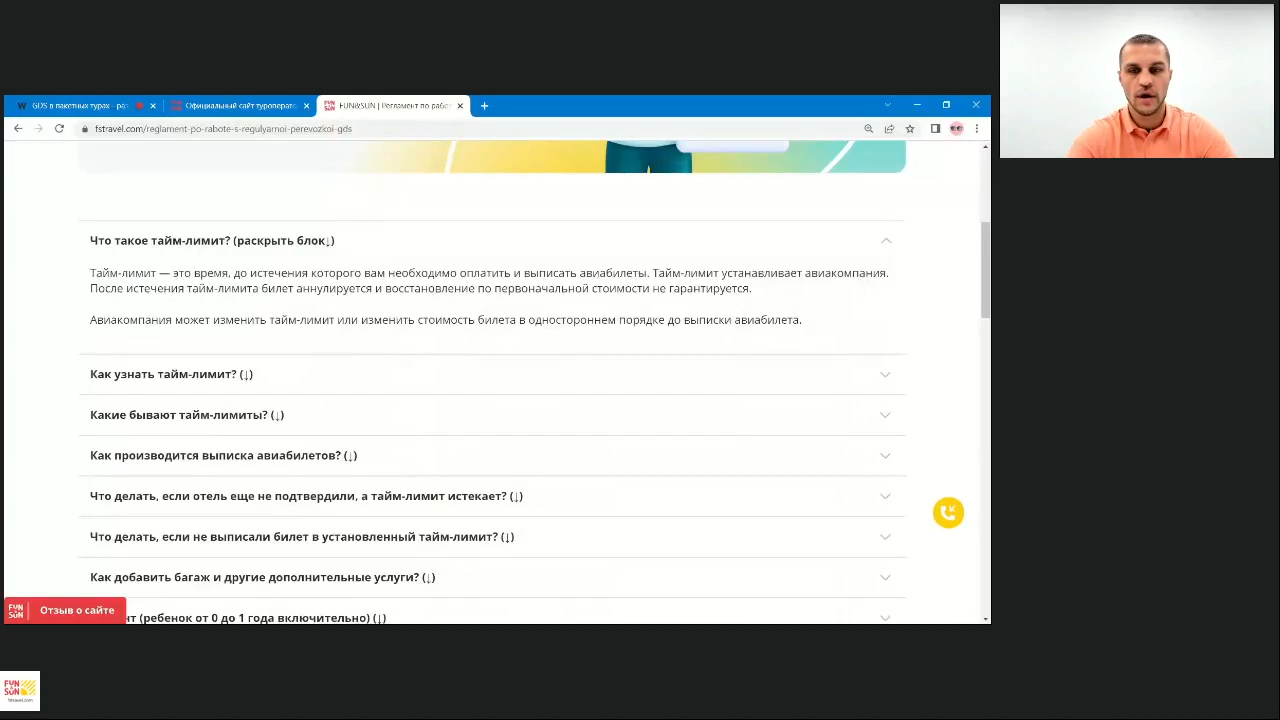 GDS в пакетных турах - раз
Официальный сайт туроперато
FUN&SUN | Регламент по рабо
fstravel.com/reglament-po-rabote-s-regulyarnoi-perevozkoi-gds
Что такое тайм-лимит? (раскрыть блок↓)
Тайм-лимит — это время, до истечения которого вам необходимо оплатить и выписать авиабилеты. Тайм-лимит устанавливает авиакомпания.
После истечения тайм-лимита билет аннулируется и восстановление по первоначальной стоимости не гарантируется.
Авиакомпания может изменить тайм-лимит или изменить стоимость билета в одностороннем порядке до выписки авиабилета.
Как узнать тайм-лимит? (↓)
Какие бывают тайм-лимиты? (↓)
Как производится выписка авиабилетов? (↓)
Что делать, если отель еще не подтвердили, а тайм-лимит истекает? (↓)
Что делать, если не выписали билет в установленный тайм-лимит? (↓)
Как добавить багаж и другие дополнительные услуги? (↓)
нт (ребенок от 0 до 1 года включительно) (↓)
FUN SUN Отзыв о сайте
FUN SUN
fstravel.com